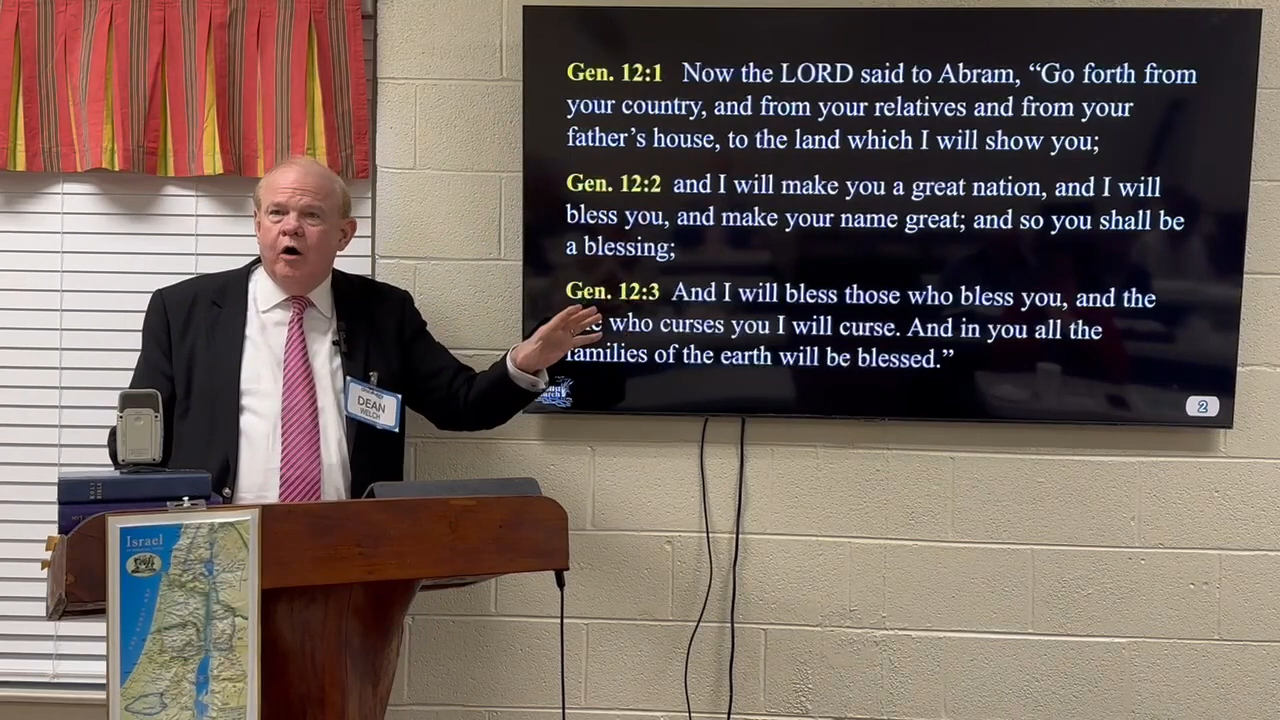 Gen. 12:1 Now the LORD said to Abram, “Go forth from
your country, and from your relatives and from your
father’s house, to the land which I will show you;
Gen. 12:2 and I will make you a great nation, and I will
bless you, and make your name great; and so you shall be
a blessing;
Gen. 12:3 And I will bless those who bless you, and the
who curses you I will curse. And in you all the
families of the earth will be blessed.”
2
DEAN
WELCH
HOLY
BIBLE
Israel